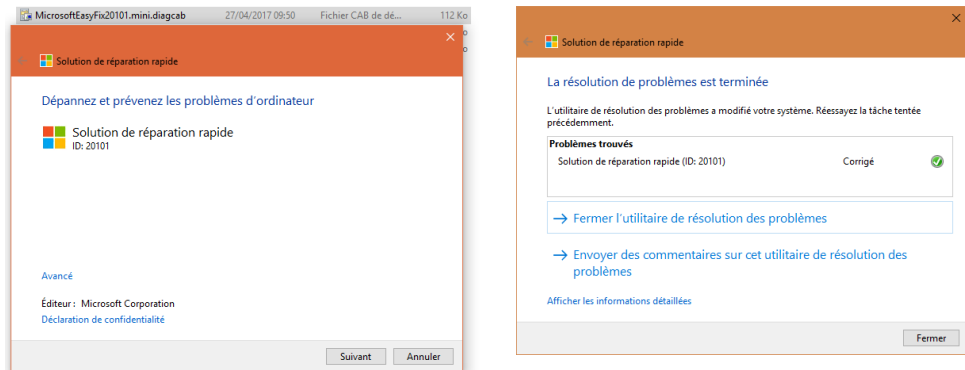 MicrosoftEasyFix20101.mini.diagcab 27/04/2017 09:50 Fichier CAB de dé... 112 Ko
Solution de réparation rapide
Dépannez et prévenez les problèmes d'ordinateur
Solution de réparation rapide
ID: 20101
Avancé
Éditeur : Microsoft Corporation
Déclaration de confidentialité
Suivant Annuler
Solution de réparation rapide
La résolution de problèmes est terminée
L'utilitaire de résolution des problèmes a modifié votre système. Réessayez la tâche tentée
précédemment.
Problèmes trouvés
Solution de réparation rapide (ID: 20101) Corrigé
Fermer l'utilitaire de résolution des problèmes
Envoyer des commentaires sur cet utilitaire de résolution des
problèmes
Afficher les informations détaillées
Fermer